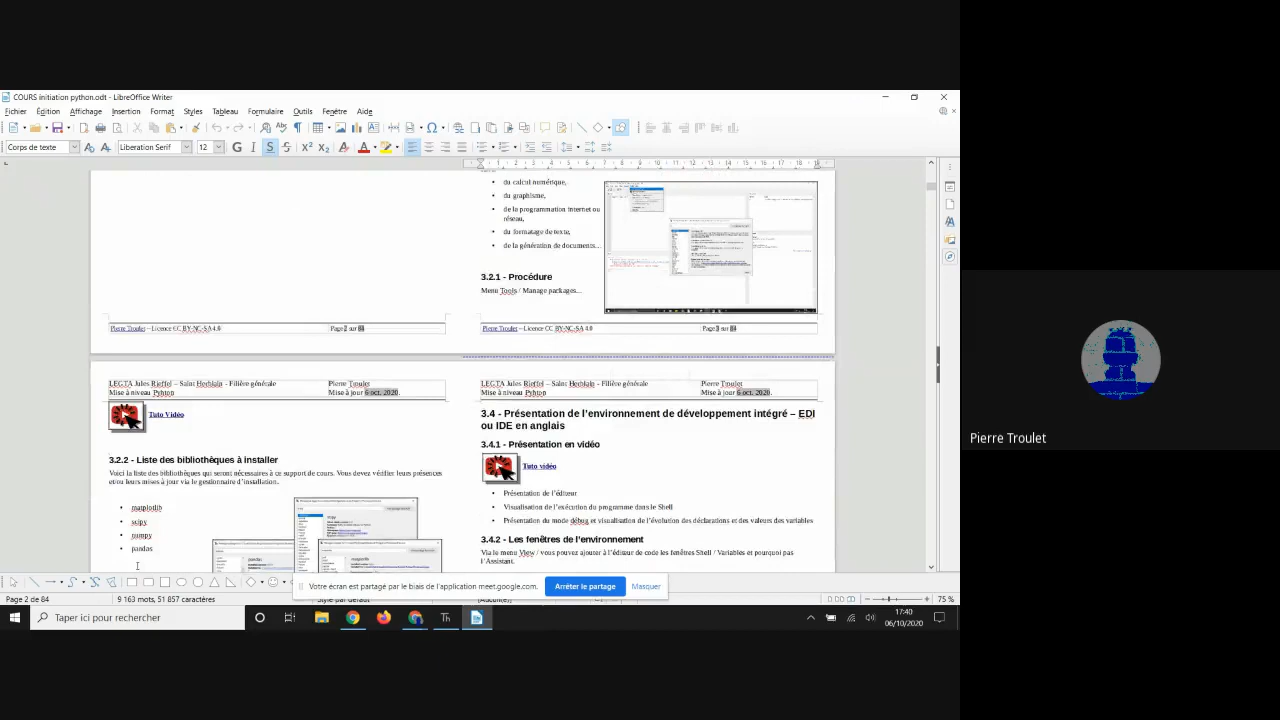 COURS initiation python.odt - LibreOffice Writer
Fichier Édition Affichage Insertion Format Styles Tableau Formulaire Outils Fenêtre Aide
Corps de texte Liberation Serif 12
• du calcul numérique,
• du graphisme,
• de la programmation internet ou
réseau,
• du formatage de texte,
• de la génération de documents...
3.2.1 - Procédure
Menu Tools / Manage packages...
Pierre Troulet – Licence CC BY-NC-SA 4.0 Page 2 sur 84
Pierre Troulet – Licence CC BY-NC-SA 4.0 Page 3 sur 84
LEGTA Jules Rieffel – Saint Herblain - Filière générale Pierre Troulet
Mise à niveau Pyhton Mise à jour 6 oct. 2020.
Tuto Vidéo
3.2.2 - Liste des bibliothèques à installer
Voici la liste des bibliothèques qui seront nécessaires à ce support de cours. Vous devez vérifier leurs présences
et/ou leurs mises à jour via le gestionnaire d'installation.
• matplotlib
• scipy
• numpy
• pandas
LEGTA Jules Rieffel – Saint Herblain - Filière générale Pierre Troulet
Mise à niveau Pyhton Mise à jour 6 oct. 2020.
3.4 - Présentation de l'environnement de développement intégré – EDI
ou IDE en anglais
3.4.1 - Présentation en vidéo
Tuto vidéo
• Présentation de l'éditeur
• Visualisation de l'exécution du programme dans le Shell
• Présentation du mode débug et visualisation de l'évolution des déclarations et des valeurs des variables
3.4.2 - Les fenêtres de l'environnement
Via le menu View / vous pouvez ajouter à l'éditeur de code les fenêtres Shell / Variables et pourquoi pas
l'Assistant.
Votre écran est partagé par le biais de l'application meet.google.com. Arrêter le partage Masquer
Page 2 de 84 9 163 mots, 51 857 caractères 75 %
Taper ici pour rechercher
17:40
06/10/2020
Pierre Troulet